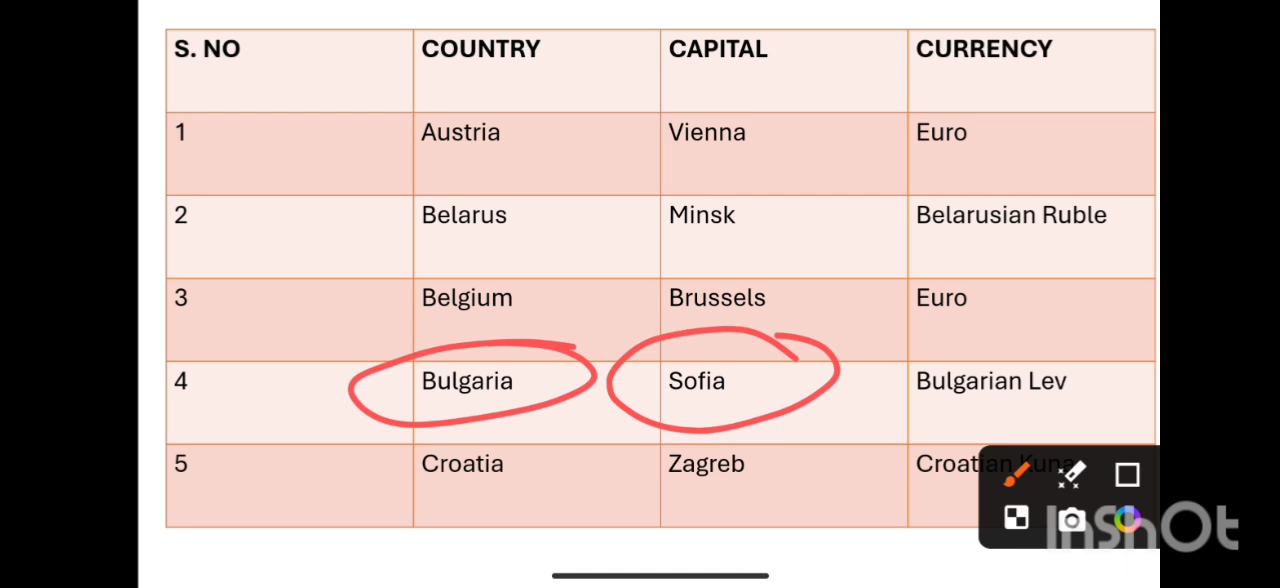 S. NO COUNTRY CAPITAL CURRENCY
1 Austria Vienna Euro
2 Belarus Minsk Belarusian Ruble
3 Belgium Brussels Euro
4 Bulgaria Sofia Bulgarian Lev
5 Croatia Zagreb Croatian Kuna
InShOt